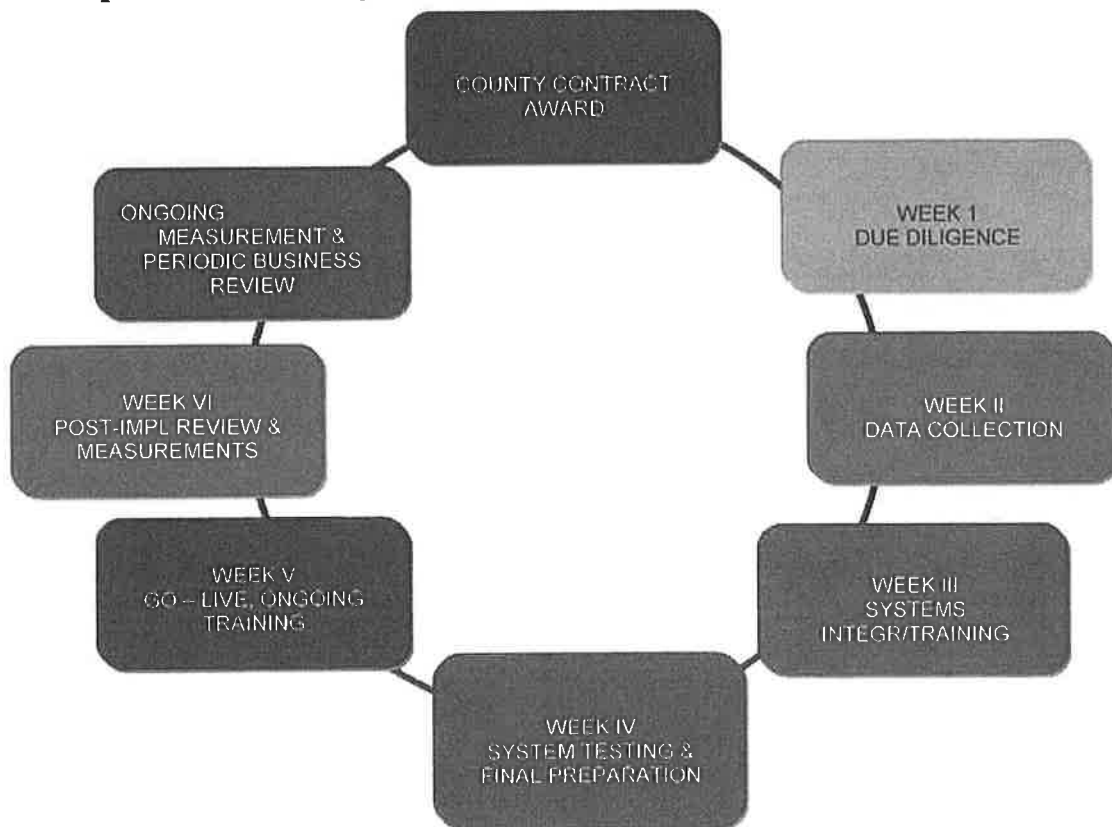 COUNTY CONTRACT
AWARD
WEEK 1
DUE DILIGENCE
WEEK II
DATA COLLECTION
WEEK III
SYSTEMS
INTEGR/TRAINING
WEEK IV
SYSTEM TESTING &
FINAL PREPARATION
WEEK V
GO – LIVE, ONGOING
TRAINING
WEEK VI
POST-IMPL REVIEW &
MEASUREMENTS
ONGOING
MEASUREMENT &
PERIODIC BUSINESS
REVIEW